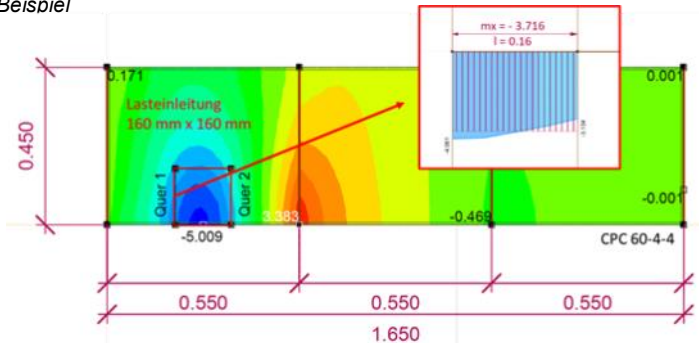 Beispiel
mx = - 3.716
l = 0.16
0.171
0.001
Lasteinleitung
160 mm x 160 mm
0.450
Quer 1
Quer 2
3.383
-0.469
-0.001
-5.009
CPC 60-4-4
0.550
0.550
0.550
1.650